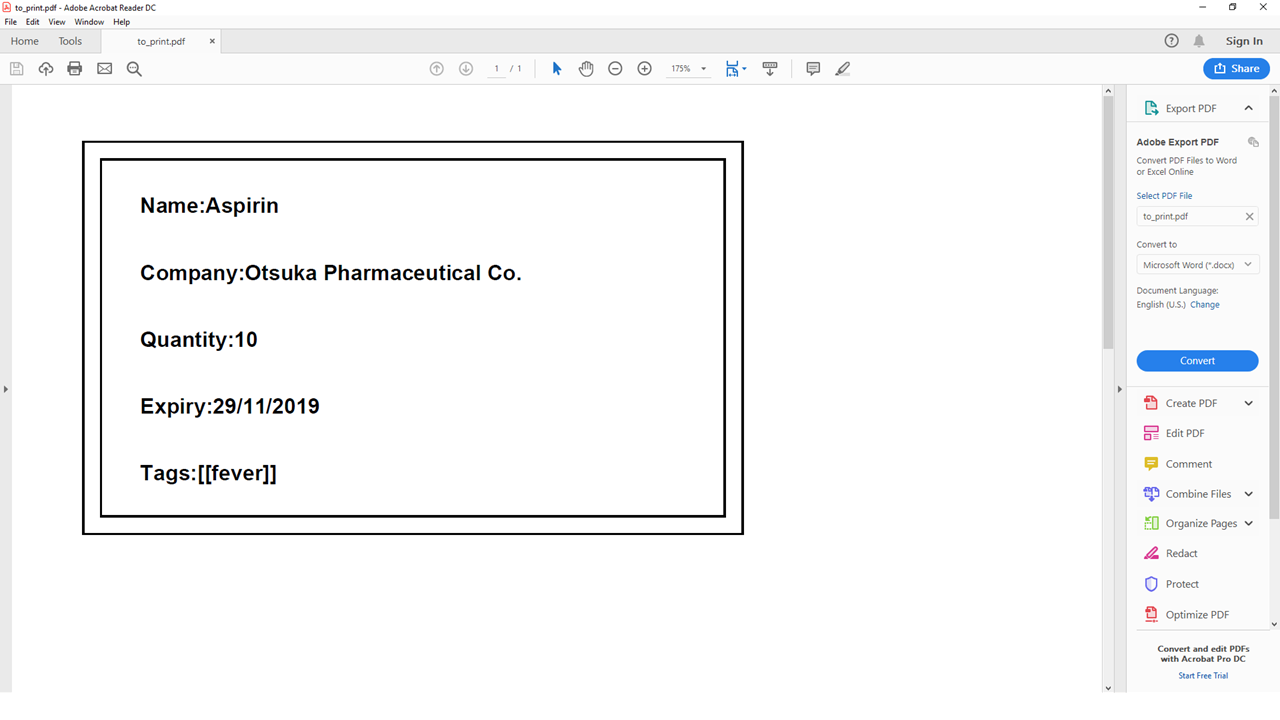 to_print.pdf - Adobe Acrobat Reader DC
File Edit View Window Help
Home Tools to_print.pdf × Sign In
1 / 1 175% Share
Name:Aspirin
Company:Otsuka Pharmaceutical Co.
Quantity:10
Expiry:29/11/2019
Tags:[[fever]]
Export PDF
Adobe Export PDF
Convert PDF Files to Word
or Excel Online
Select PDF File
to_print.pdf
Convert to
Microsoft Word (*.docx)
Document Language:
English (U.S.) Change
Convert
Create PDF
Edit PDF
Comment
Combine Files
Organize Pages
Redact
Protect
Optimize PDF
Convert and edit PDFs
with Acrobat Pro DC
Start Free Trial